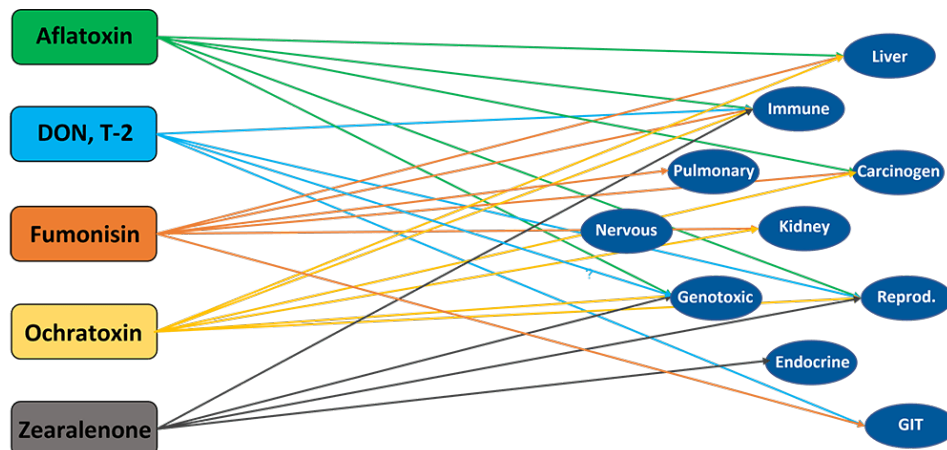 Aflatoxin
DON, T-2
Fumonisin
Ochratoxin
Zearalenone
Liver
Immune
Pulmonary
Carcinogen
Nervous
Kidney
?
Genotoxic
Reprod.
Endocrine
GIT